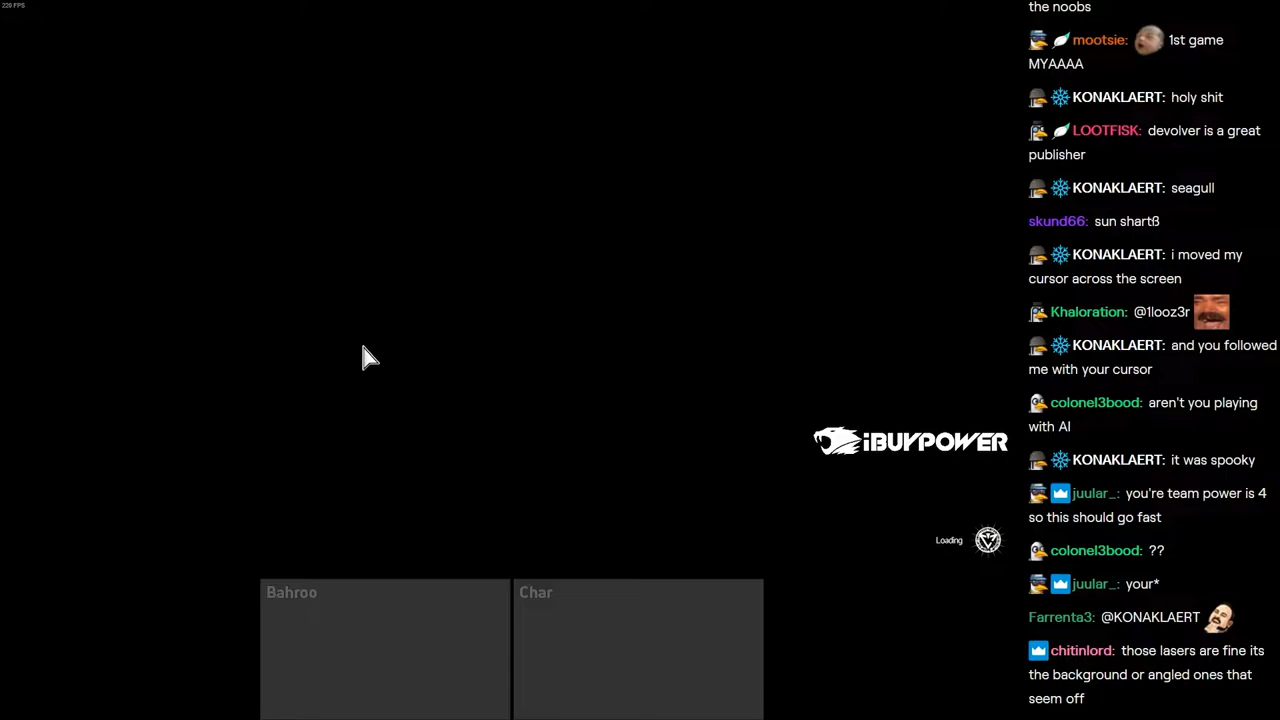 229 FPS
iBUYPOWER
Loading
Bahroo
Char
the noobs
mootsie: 1st game
MYAAAA
KONAKLAERT: holy shit
LOOTFISK: devolver is a great
publisher
KONAKLAERT: seagull
skund66: sun shartß
KONAKLAERT: i moved my
cursor across the screen
Khaloration: @1looz3r
KONAKLAERT: and you followed
me with your cursor
colonel3bood: aren't you playing
with AI
KONAKLAERT: it was spooky
juular_: you're team power is 4
so this should go fast
colonel3bood: ??
juular_: your*
Farrenta3: @KONAKLAERT
chitinlord: those lasers are fine its
the background or angled ones that
seem off